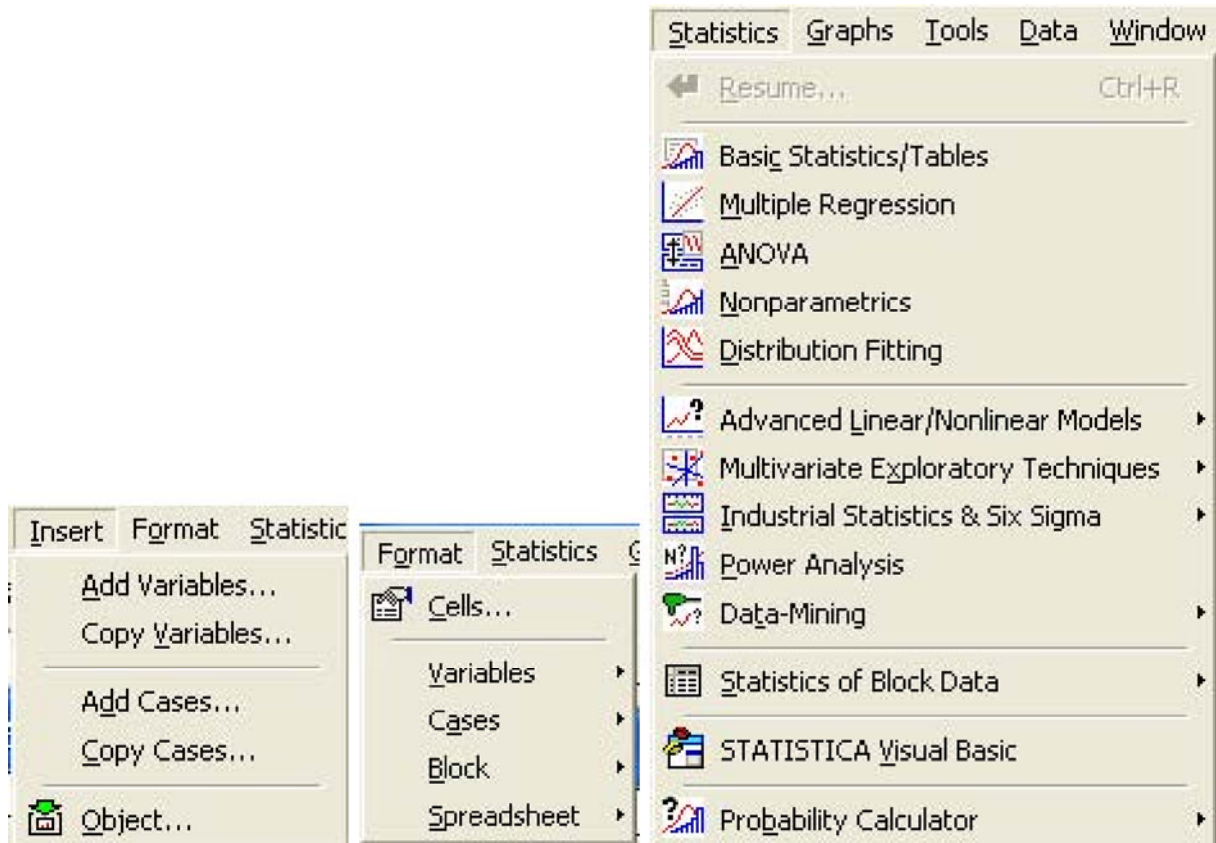 Insert Format Statistic
Add Variables...
Copy Variables...
Add Cases...
Copy Cases...
Object...
Format Statistics
Cells...
Variables
Cases
Block
Spreadsheet
Statistics Graphs Tools Data Window
Resume... Ctrl+R
Basic Statistics/Tables
Multiple Regression
ANOVA
Nonparametrics
Distribution Fitting
Advanced Linear/Nonlinear Models
Multivariate Exploratory Techniques
Industrial Statistics & Six Sigma
Power Analysis
Data-Mining
Statistics of Block Data
STATISTICA Visual Basic
Probability Calculator